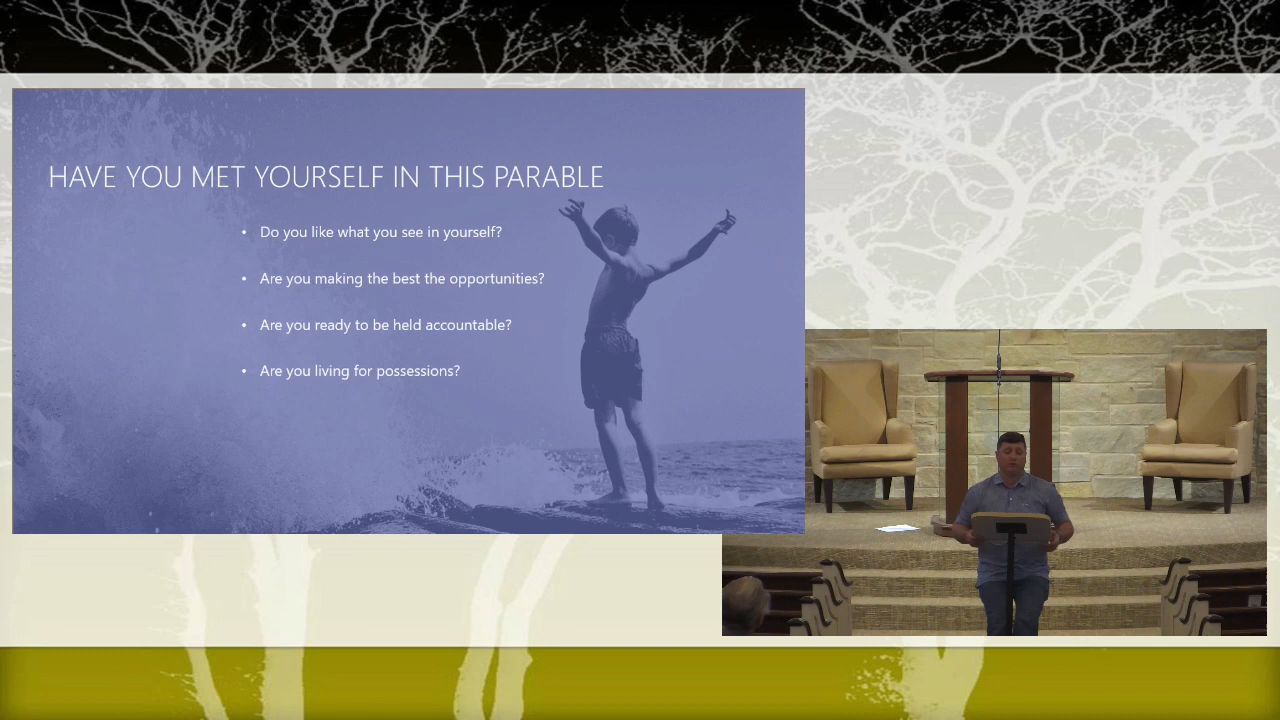 HAVE YOU MET YOURSELF IN THIS PARABLE
• Do you like what you see in yourself?
• Are you making the best the opportunities?
• Are you ready to be held accountable?
• Are you living for possessions?